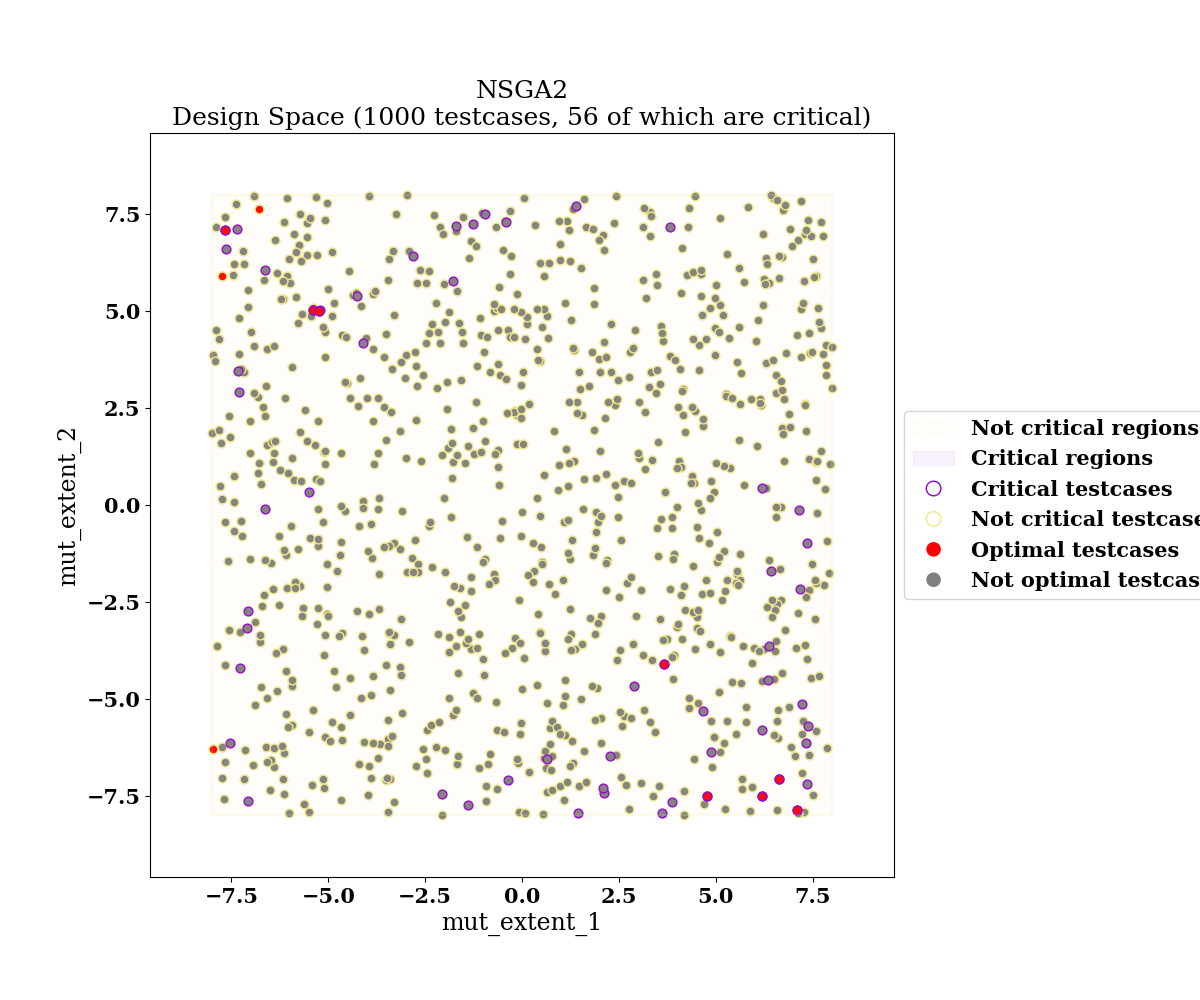 NSGA2
Design Space (1000 testcases, 56 of which are critical)
7.5
5.0
2.5
0.0
−2.5
−5.0
−7.5
mut_extent_2
−7.5 −5.0 −2.5 0.0 2.5 5.0 7.5
mut_extent_1
Not critical regions
Critical regions
Critical testcases
Not critical testcase
Optimal testcases
Not optimal testcas